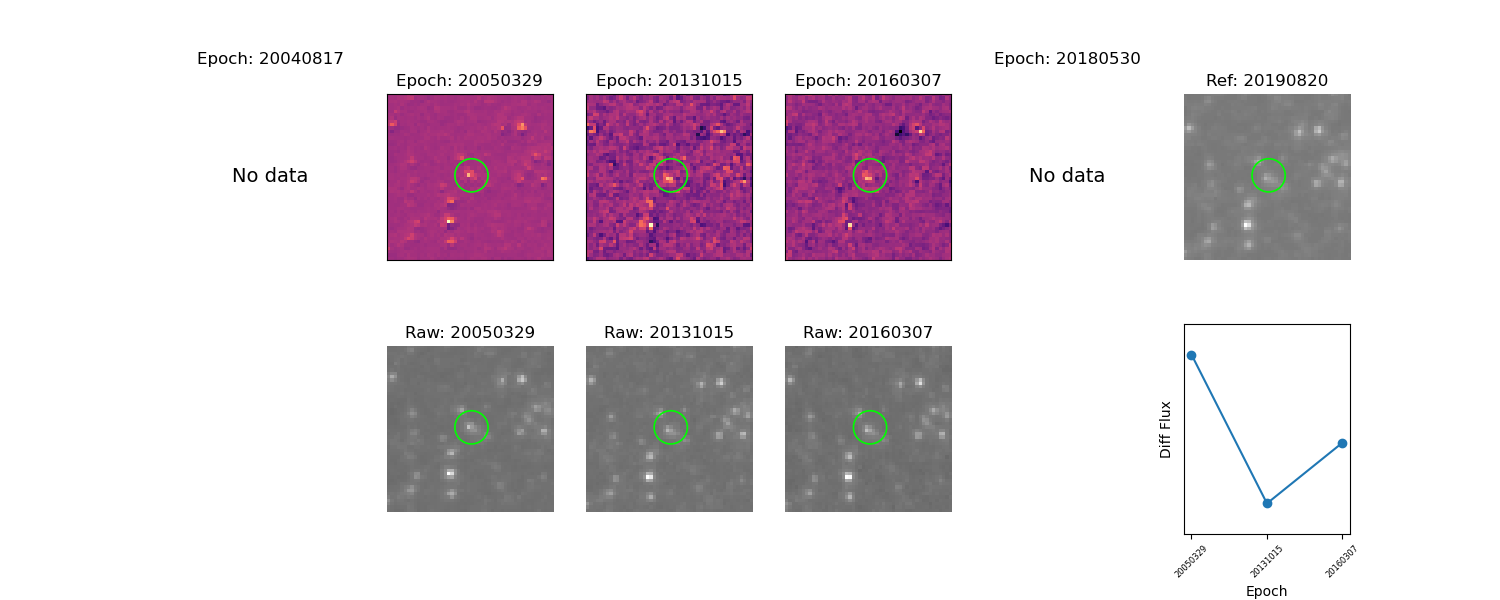 Epoch: 20040817
No data
Epoch: 20050329
Epoch: 20131015
Epoch: 20160307
Epoch: 20180530
No data
Ref: 20190820
Raw: 20050329
Raw: 20131015
Raw: 20160307
Diff Flux
20050329
20131015
20160307
Epoch